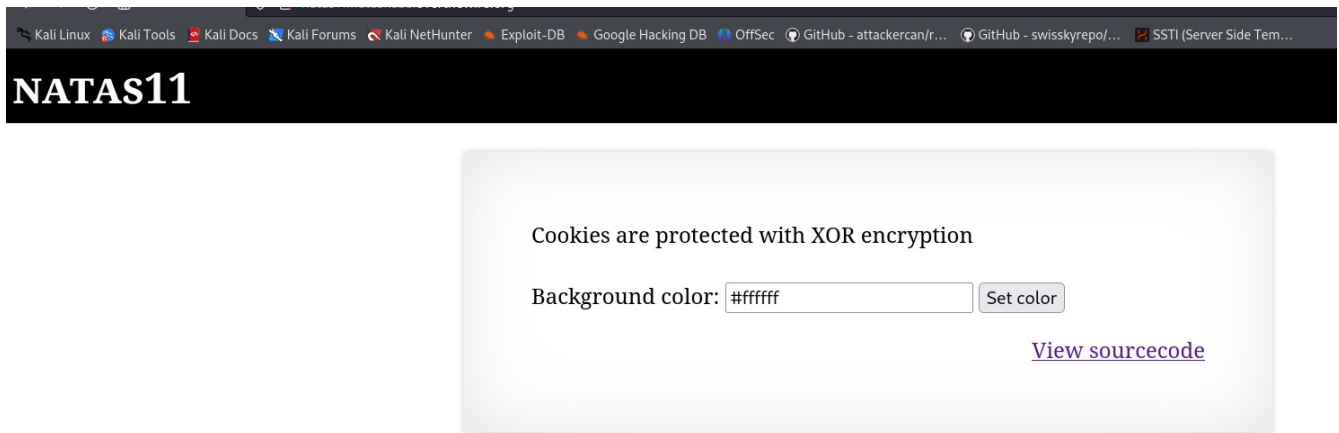 Kali Linux Kali Tools Kali Docs Kali Forums Kali NetHunter Exploit-DB Google Hacking DB OffSec GitHub - attackercan/r... GitHub - swisskyrepo/... SSTI (Server Side Tem...
NATAS11
Cookies are protected with XOR encryption
Background color: #ffffff Set color
View sourcecode